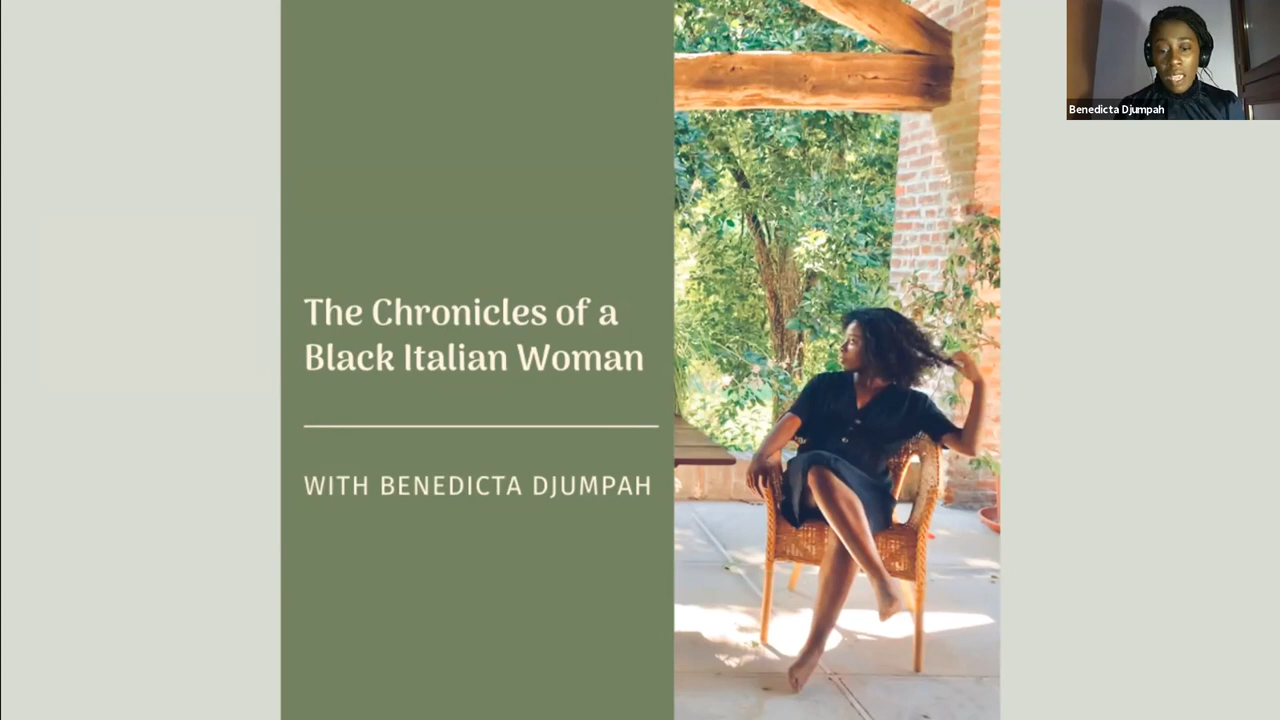 The Chronicles of a
Black Italian Woman
WITH BENEDICTA DJUMPAH
Benedicta Djumpah